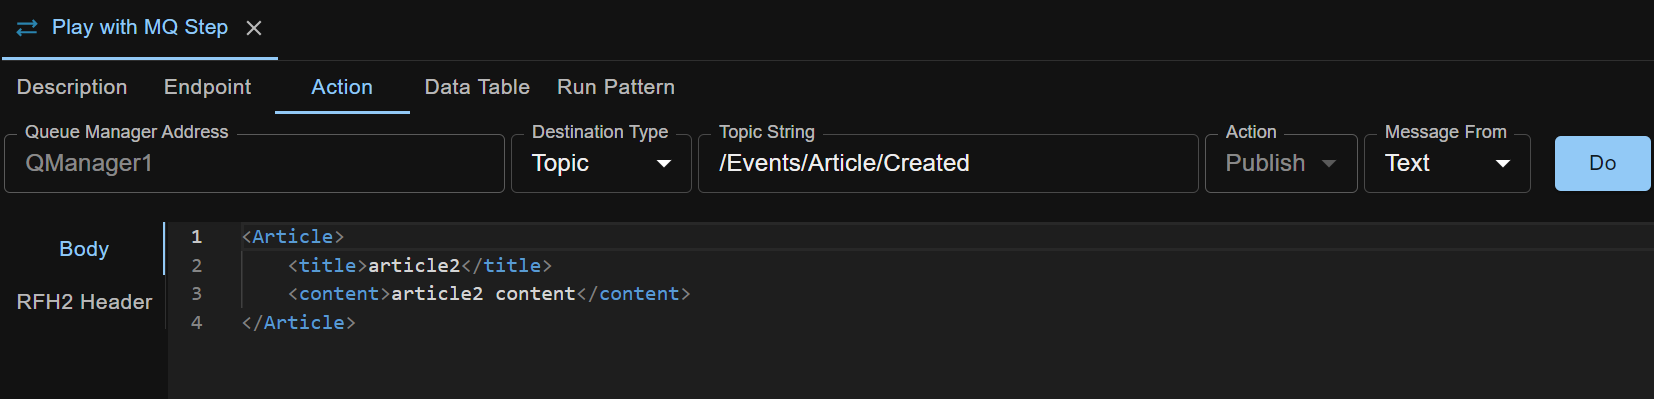 Play with MQ Step
Description Endpoint Action Data Table Run Pattern
Queue Manager Address Destination Type Topic String Action Message From
QManager1 Topic /Events/Article/Created Publish Text Do
Body
RFH2 Header
1 <Article>
2     <title>article2</title>
3     <content>article2 content</content>
4 </Article>